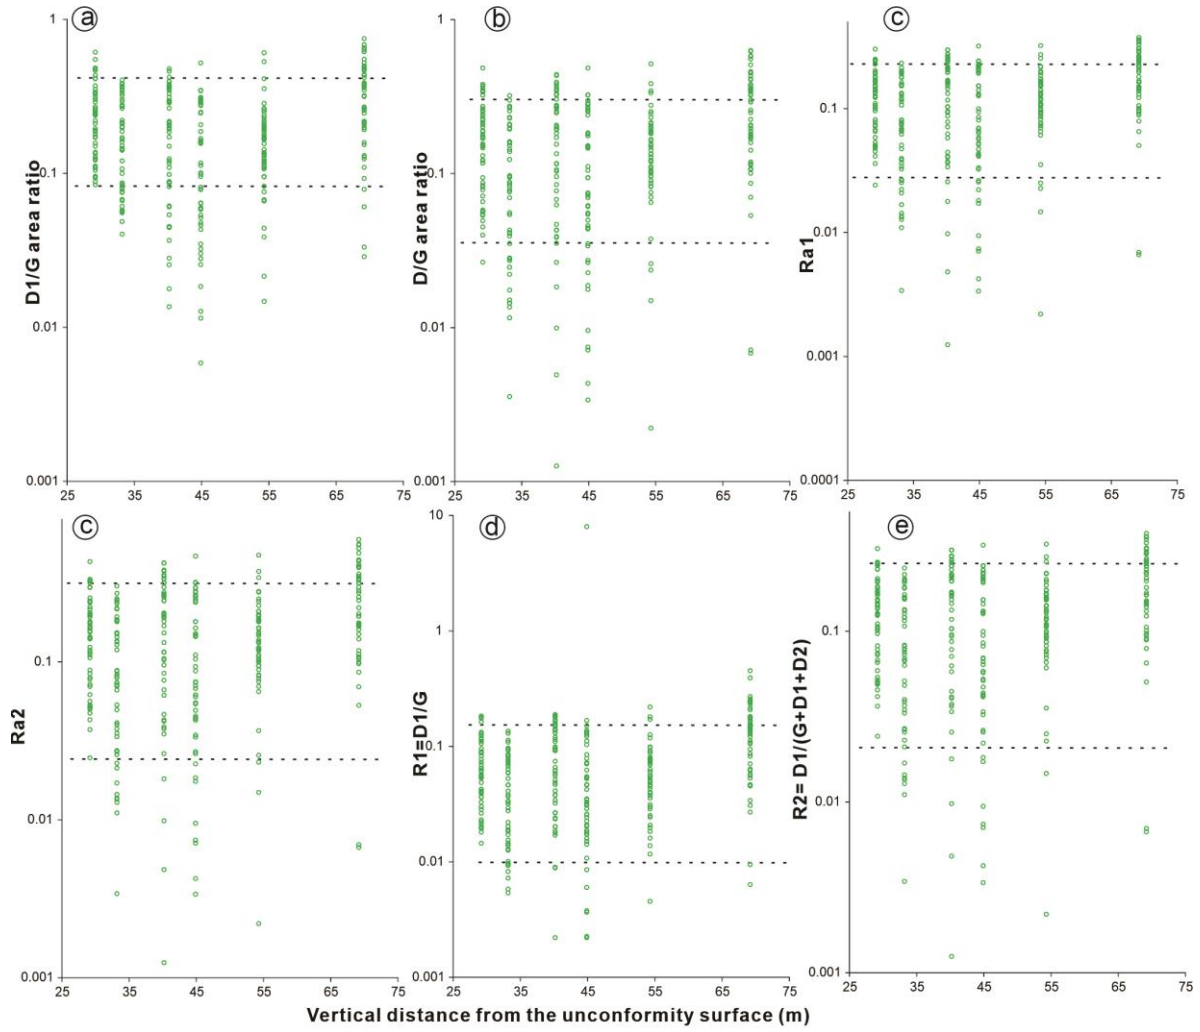 a
1
D1/G area ratio
0.1
0.01
0.001
25 35 45 55 65 75
b
1
D/G area ratio
0.1
0.01
0.001
25 35 45 55 65 75
c
1
Ra1
0.1
0.01
0.001
0.0001
25 35 45 55 65 75
c
Ra2
0.1
0.01
0.001
25 35 45 55 65 75
d
10
R1=D1/G
1
0.1
0.01
0.001
25 35 45 55 65 75
e
R2= D1/(G+D1+D2)
0.1
0.01
0.001
25 35 45 55 65 75
Vertical distance from the unconformity surface (m)